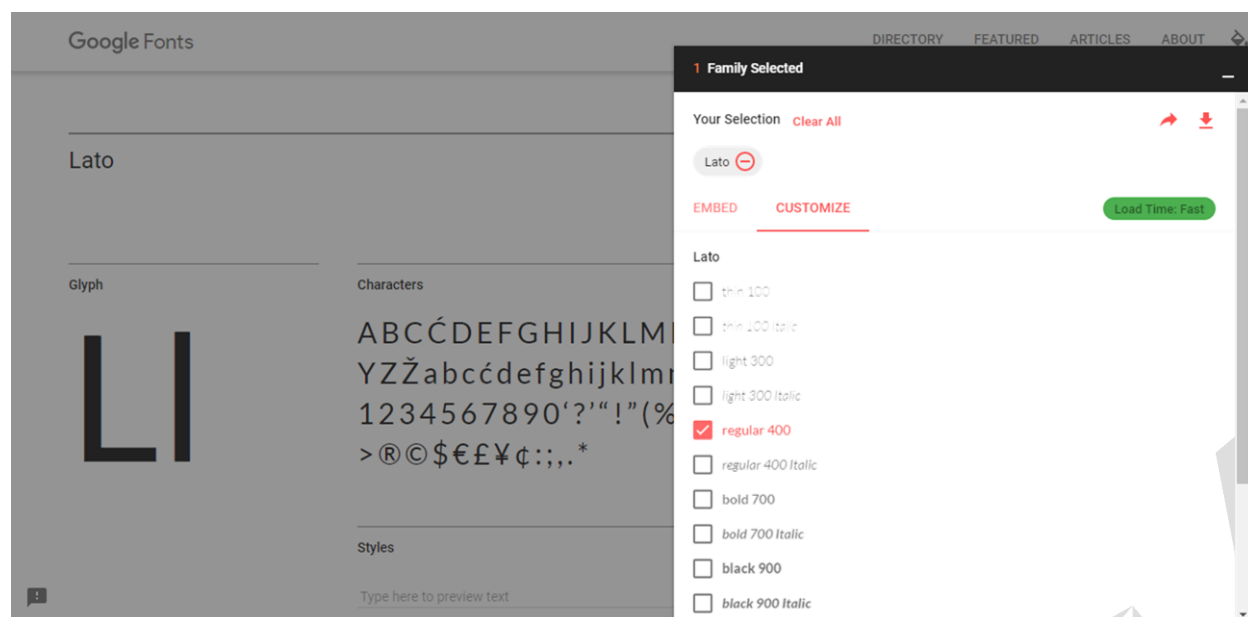 Google Fonts
DIRECTORY FEATURED ARTICLES ABOUT
1 Family Selected
Your Selection Clear All
Lato
EMBED CUSTOMIZE
Load Time: Fast
Lato
thin 100
thin 100 Italic
light 300
light 300 Italic
regular 400
regular 400 Italic
bold 700
bold 700 Italic
black 900
black 900 Italic
Lato
Glyph
Ll
Characters
ABCĆDEFGHIJKLM
YZŽabcćdefghijklm
1234567890‘?’“!”(%
>®©$€£¥¢:;,.*
Styles
Type here to preview text